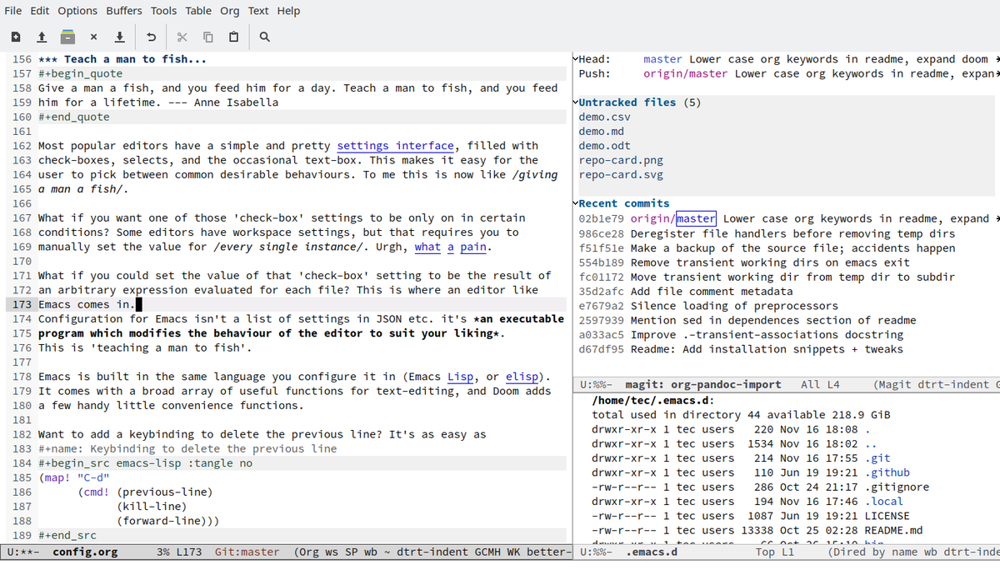 File Edit Options Buffers Tools Table Org Text Help
156 *** Teach a man to fish...
157 #+begin_quote
158 Give a man a fish, and you feed him for a day. Teach a man to fish, and you feed
159 him for a lifetime. --- Anne Isabella
160 #+end_quote
161
162 Most popular editors have a simple and pretty settings interface, filled with
163 check-boxes, selects, and the occasional text-box. This makes it easy for the
164 user to pick between common desirable behaviours. To me this is now like /giving
165 a man a fish/.
166
167 What if you want one of those 'check-box' settings to be only on in certain
168 conditions? Some editors have workspace settings, but that requires you to
169 manually set the value for /every single instance/. Urgh, what a pain.
170
171 What if you could set the value of that 'check-box' setting to be the result of
172 an arbitrary expression evaluated for each file? This is where an editor like
173 Emacs comes in.
174 Configuration for Emacs isn't a list of settings in JSON etc. it's *an executable
175 program which modifies the behaviour of the editor to suit your liking*.
176 This is 'teaching a man to fish'.
177
178 Emacs is built in the same language you configure it in (Emacs Lisp, or elisp).
179 It comes with a broad array of useful functions for text-editing, and Doom adds
180 a few handy little convenience functions.
181
182 Want to add a keybinding to delete the previous line? It's as easy as
183 #+name: Keybinding to delete the previous line
184 #+begin_src emacs-lisp :tangle no
185 (map! "C-d"
186 (cmd! (previous-line)
187 (kill-line)
188 (forward-line)))
189 #+end_src
U:**- config.org 3% L173 Git:master (Org ws SP wb ~ dtrt-indent GCMH WK better-
Head: master Lower case org keywords in readme, expand doom
Push: origin/master Lower case org keywords in readme, expan
Untracked files (5)
demo.csv
demo.md
demo.odt
repo-card.png
repo-card.svg
Recent commits
02b1e79 origin/master Lower case org keywords in readme, expand
986ce28 Deregister file handlers before removing temp dirs
f51f51e Make a backup of the source file; accidents happen
554b189 Remove transient working dirs on emacs exit
fc01172 Move transient working dir from temp dir to subdir
35d2afc Add file comment metadata
e7679a2 Silence loading of preprocessors
2597939 Mention sed in dependences section of readme
a033ac5 Improve .-transient-associations docstring
d67df95 Readme: Add installation snippets + tweaks
U:%%- magit: org-pandoc-import All L4 (Magit dtrt-indent G
/home/tec/.emacs.d:
total used in directory 44 available 218.9 GiB
drwxr-xr-x 1 tec users 220 Nov 16 18:08 .
drwxr-xr-x 1 tec users 1534 Nov 16 18:02 ..
drwxr-xr-x 1 tec users 214 Nov 16 17:55 .git
drwxr-xr-x 1 tec users 110 Jun 19 19:21 .github
-rw-r--r-- 1 tec users 286 Oct 24 21:17 .gitignore
drwxr-xr-x 1 tec users 194 Nov 16 17:46 .local
-rw-r--r-- 1 tec users 1087 Jun 19 19:21 LICENSE
-rw-r--r-- 1 tec users 13338 Oct 25 02:28 README.md
U:%%- .emacs.d Top L1 (Dired by name wb dtrt-inde